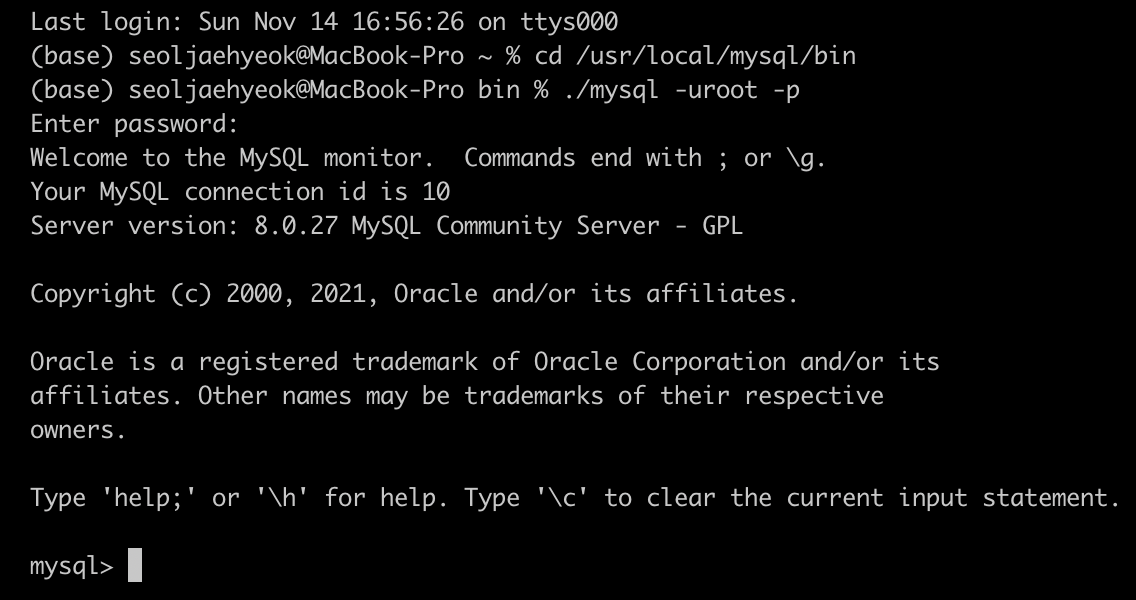 Last login: Sun Nov 14 16:56:26 on ttys000
(base) seoljaehyeok@MacBook-Pro ~ % cd /usr/local/mysql/bin
(base) seoljaehyeok@MacBook-Pro bin % ./mysql -uroot -p
Enter password:
Welcome to the MySQL monitor.  Commands end with ; or \g.
Your MySQL connection id is 10
Server version: 8.0.27 MySQL Community Server - GPL

Copyright (c) 2000, 2021, Oracle and/or its affiliates.

Oracle is a registered trademark of Oracle Corporation and/or its
affiliates. Other names may be trademarks of their respective
owners.

Type 'help;' or '\h' for help. Type '\c' to clear the current input statement.

mysql>